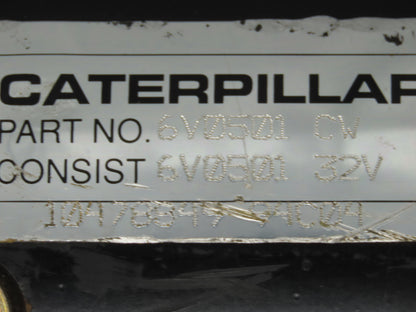 CATERPILLAR
PART NO. 6V0501 CW
CONSIST 6V0501 32V